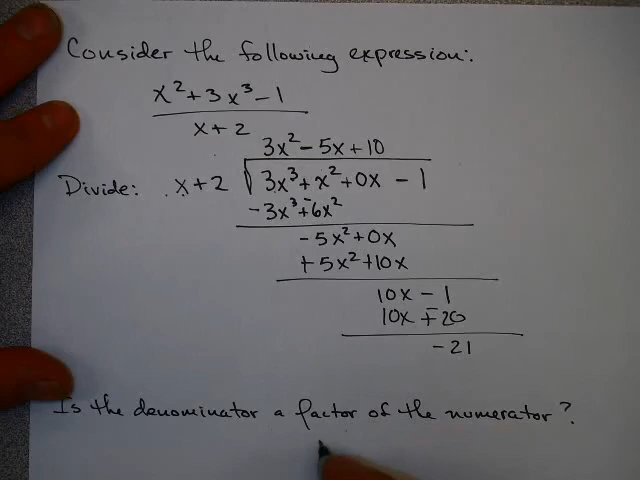 Consider the following expression:
x² + 3x³ - 1
x + 2
3x² - 5x + 10
Divide: x + 2 3x³ + x² + 0x - 1
- 3x³ + 6x²
- 5x² + 0x
+ 5x² + 10x
10x - 1
10x ∓ 20
- 21
Is the denominator a factor of the numerator?